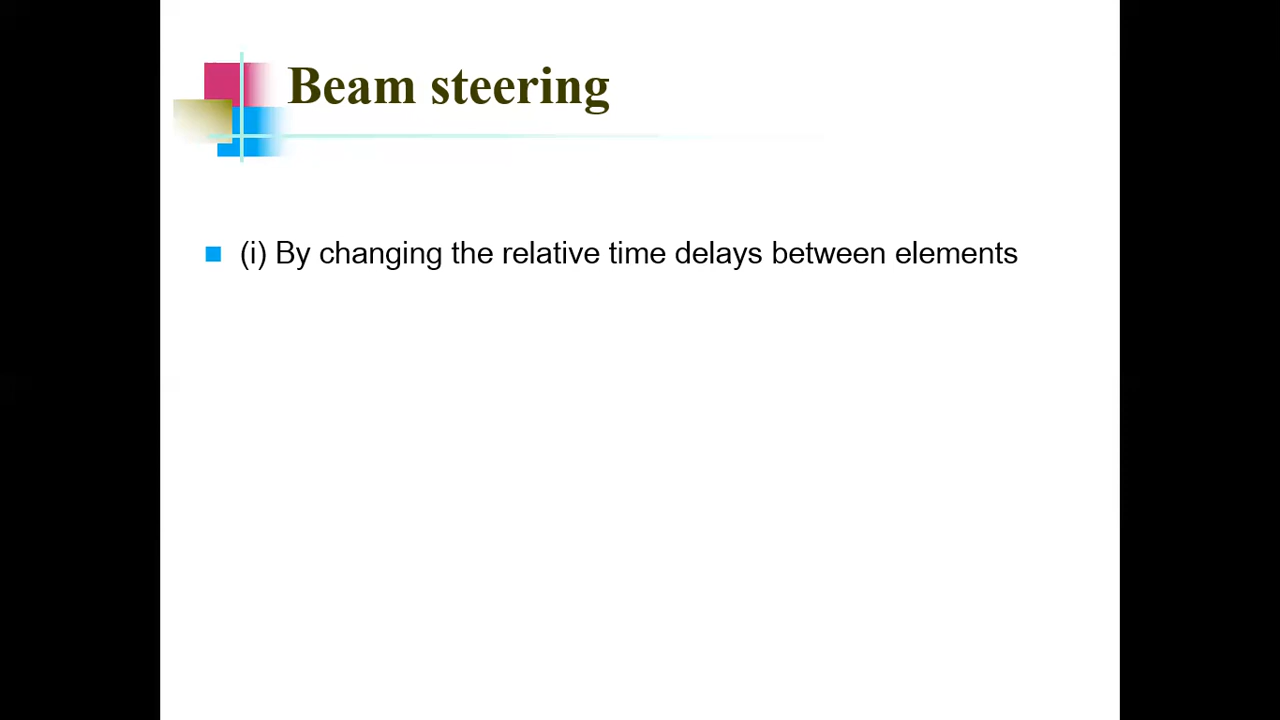 Beam steering
(i) By changing the relative time delays between elements